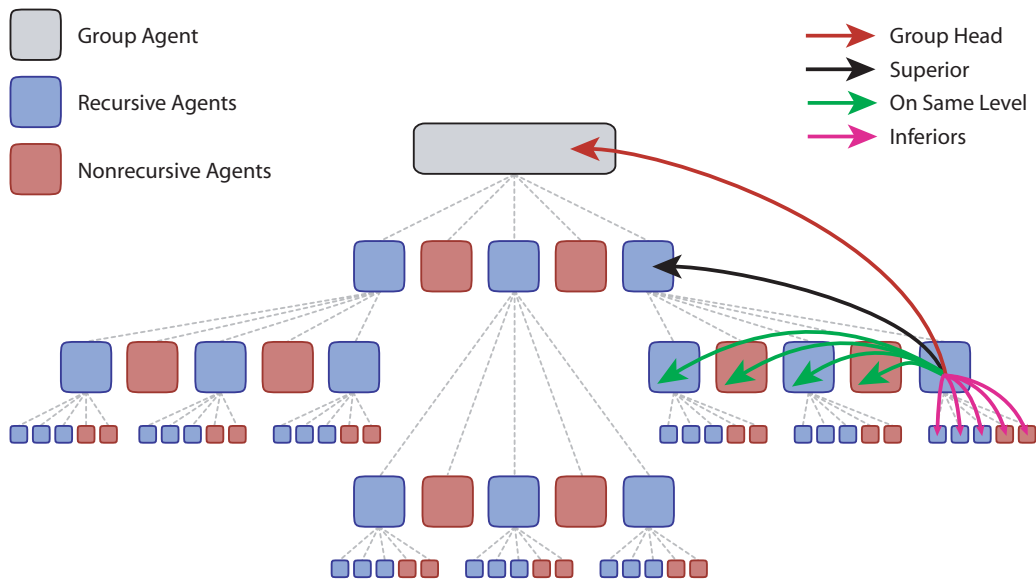 Group Agent
Recursive Agents
Nonrecursive Agents
Group Head
Superior
On Same Level
Inferiors